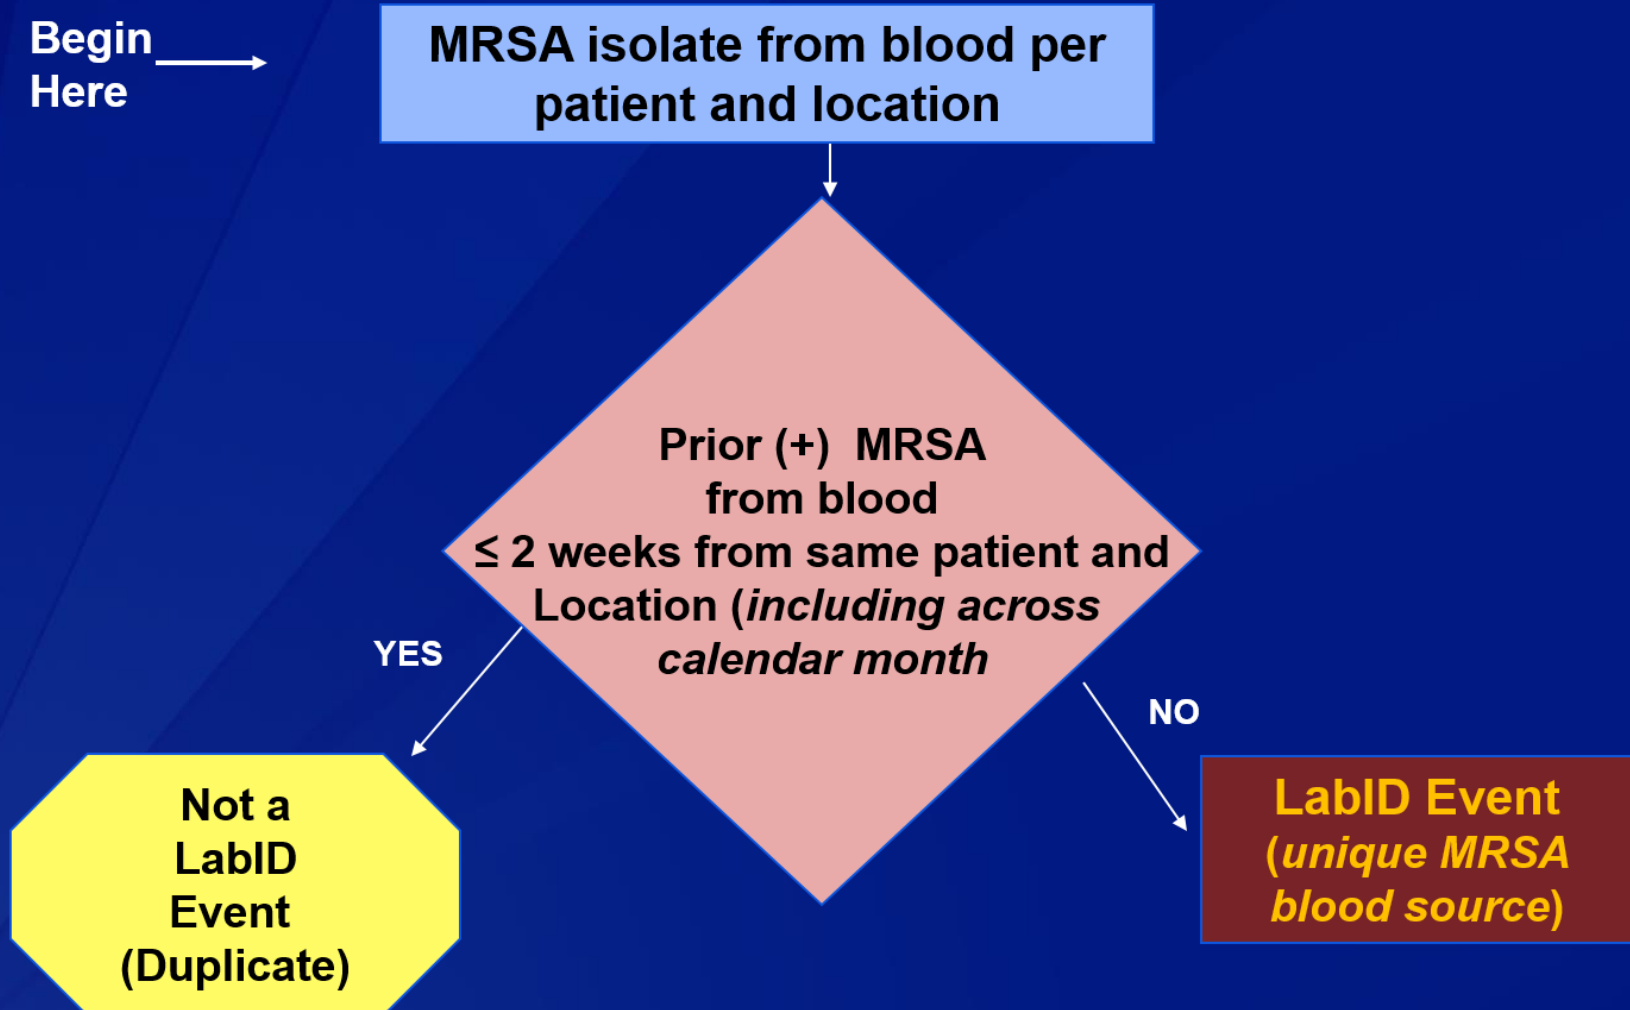 Begin
Here
MRSA isolate from blood per
patient and location
Prior (+)  MRSA
from blood
≤ 2 weeks from same patient and
Location (including across
calendar month
YES
NO
Not a
LabID
Event
(Duplicate)
LabID Event
(unique MRSA
blood source)